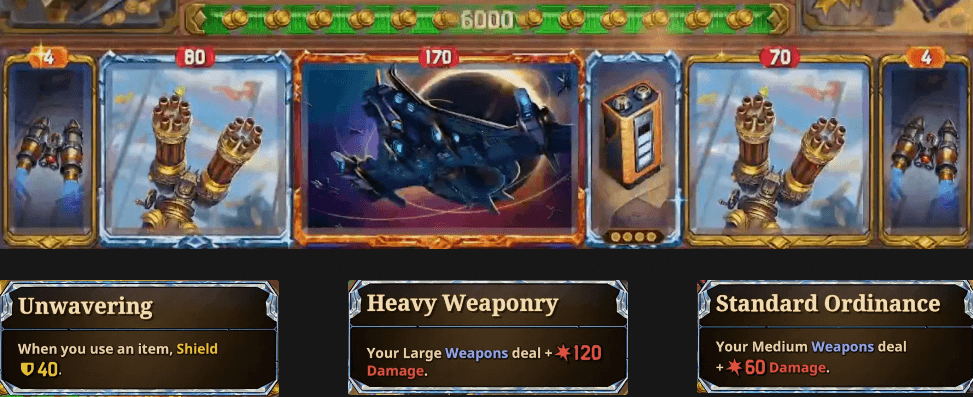 6000
4 80 170 70 4
Unwavering
When you use an item, Shield
40.
Heavy Weaponry
Your Large Weapons deal + 120
Damage.
Standard Ordinance
Your Medium Weapons deal
+ 60 Damage.